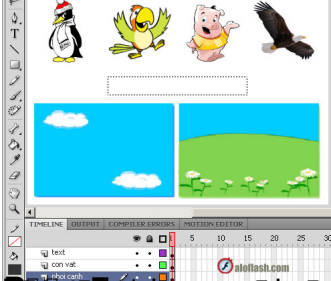 TIMELINE OUTPUT COMPILER ERRORS MOTION EDITOR
1 5 10 15 20 25 30
text
con vat
phoi canh
aloflash.com